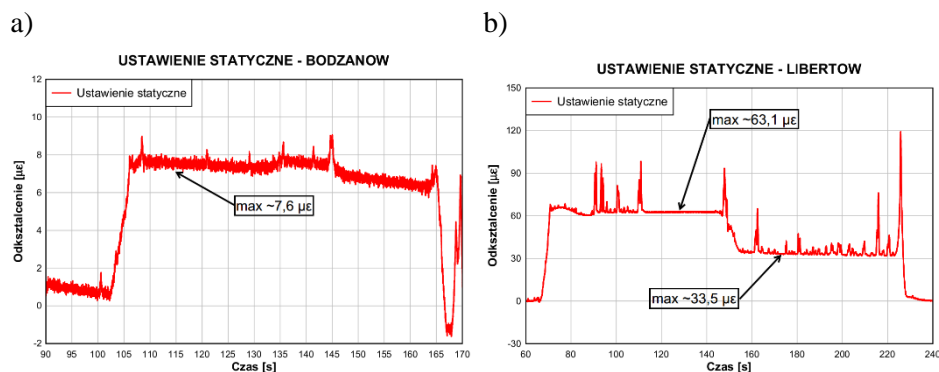 a)
b)
USTAWIENIE STATYCZNE - BODZANOW
Ustawienie statyczne
12
10
8
6
4
2
0
-2
Odkształcenie [µε]
max ~7,6 µε
90 95 100 105 110 115 120 125 130 135 140 145 150 155 160 165 170
Czas [s]
USTAWIENIE STATYCZNE - LIBERTOW
Ustawienie statyczne
150
120
90
60
30
0
-30
Odkształcenie [µε]
max ~63,1 µε
max ~33,5 µε
60 80 100 120 140 160 180 200 220 240
Czas [s]